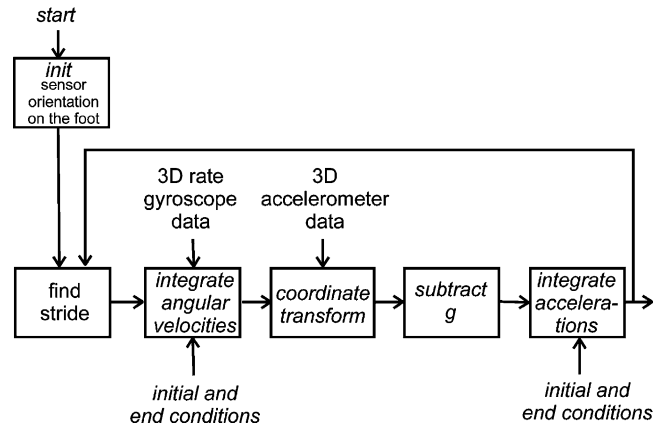 start
init
sensor
orientation
on the foot
3D rate
gyroscope
data
3D
accelerometer
data
find
stride
integrate
angular
velocities
coordinate
transform
subtract
g
integrate
accelera-
tions
initial and
end conditions
initial and
end conditions